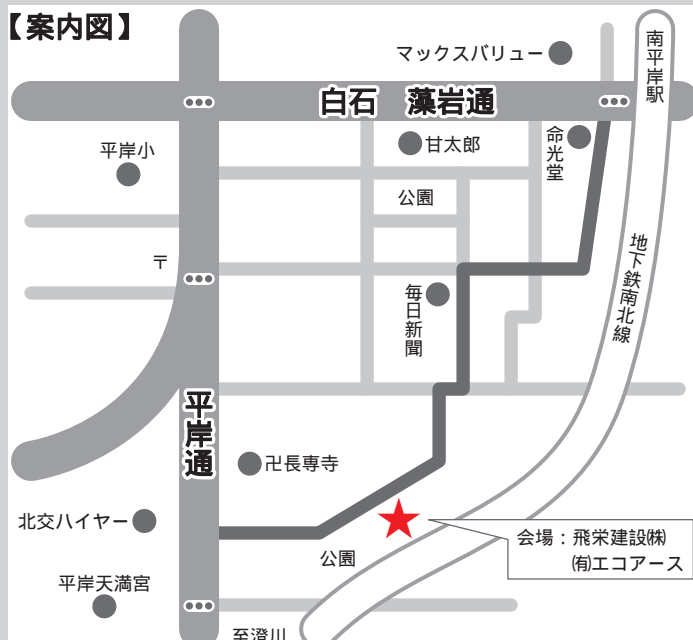 【案内図】
マックスバリュー
南平岸駅
白石 藻岩通
平岸小
甘太郎
命光堂
公園
〒
地下鉄南北線
毎日新聞
平岸通
卍長専寺
北交ハイヤー
会場：飛栄建設㈱
㈲エコアース
公園
平岸天満宮
至澄川